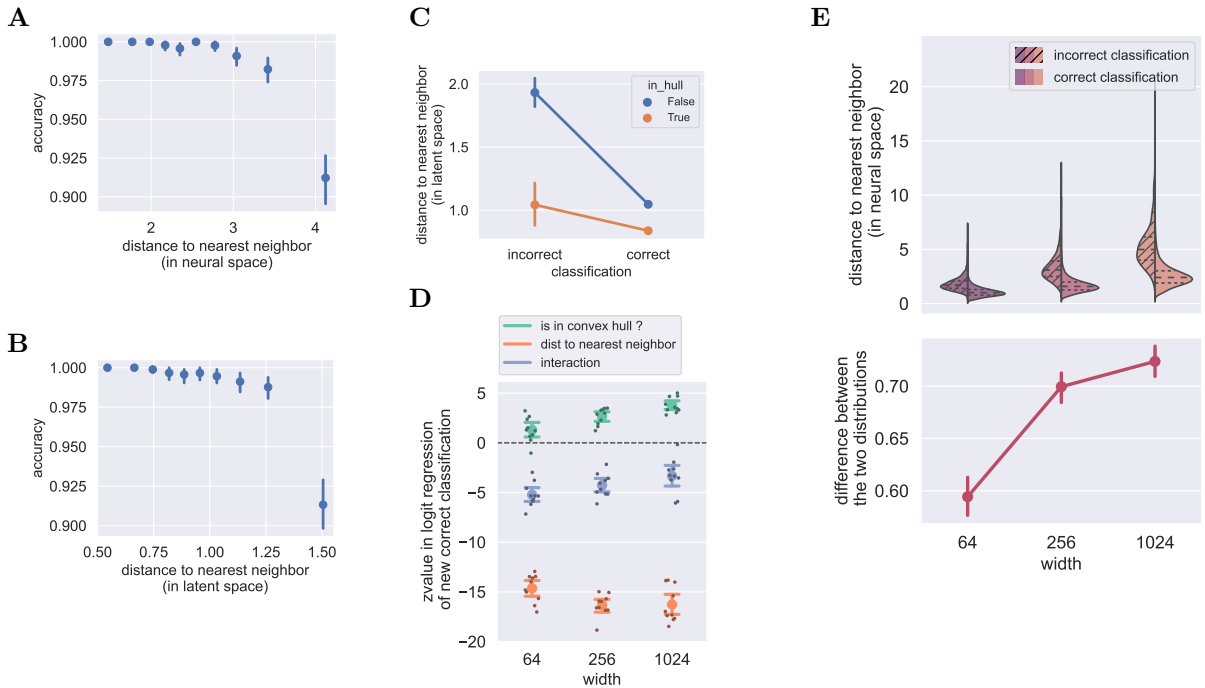 A
1.000
0.975
0.950
0.925
0.900
accuracy
2
3
4
distance to nearest neighbor
(in neural space)
B
1.000
0.975
0.950
0.925
0.900
accuracy
0.50
0.75
1.00
1.25
1.50
distance to nearest neighbor
(in latent space)
C
distance to nearest neighbor
(in latent space)
2.0
1.5
1.0
in_hull
False
True
incorrect
correct
classification
D
is in convex hull ?
dist to nearest neighbor
interaction
zvalue in logit regression
of new correct classification
5
0
−5
−10
−15
−20
64
256
1024
width
E
incorrect classification
correct classification
distance to nearest neighbor
(in neural space)
20
15
10
5
0
difference between
the two distributions
0.70
0.65
0.60
64
256
1024
width